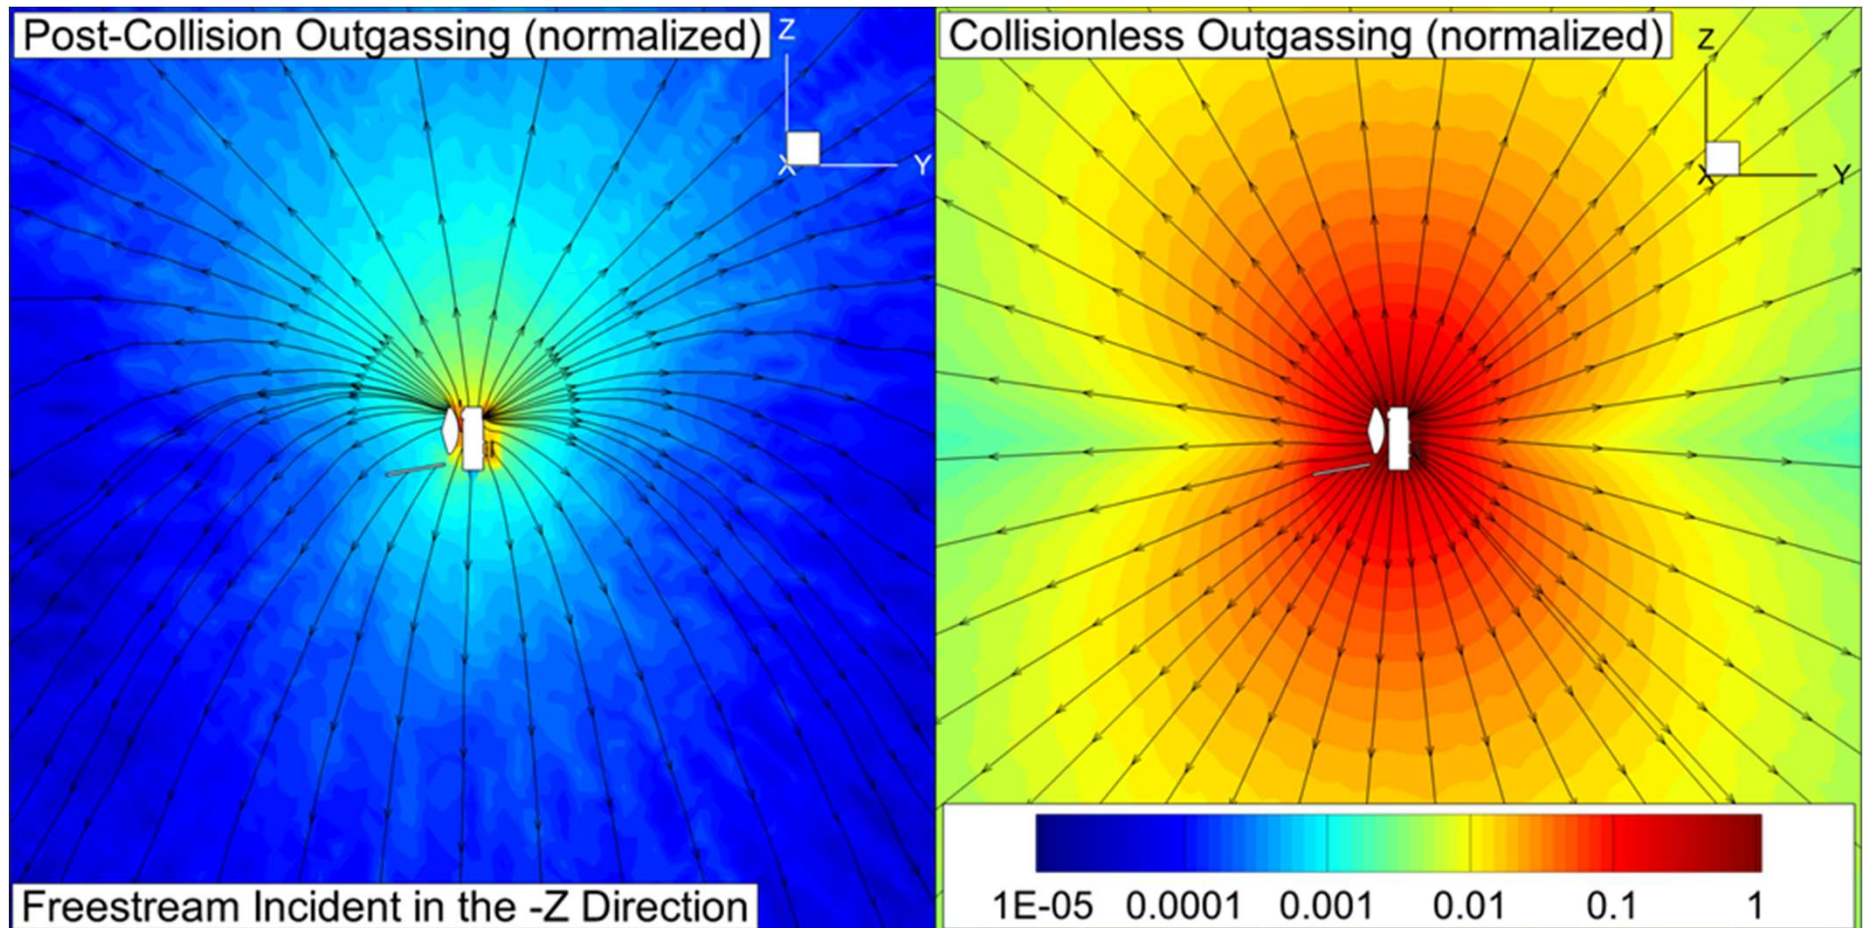 Post-Collision Outgassing (normalized)
Z
X
Y
Freestream Incident in the -Z Direction
Collisionless Outgassing (normalized)
Z
X
Y
1E-05 0.0001 0.001 0.01 0.1 1